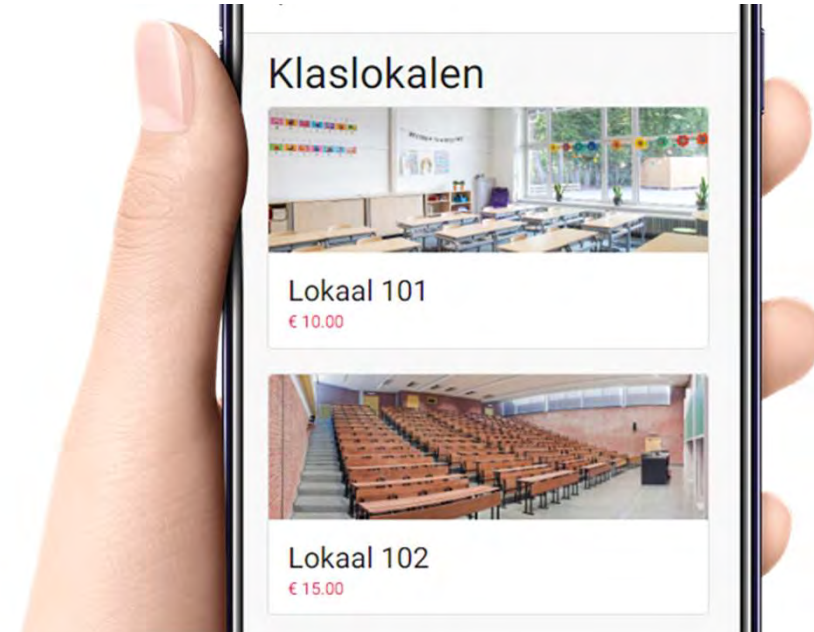 Klaslokalen
Lokaal 101
€ 10.00
Lokaal 102
€ 15.00